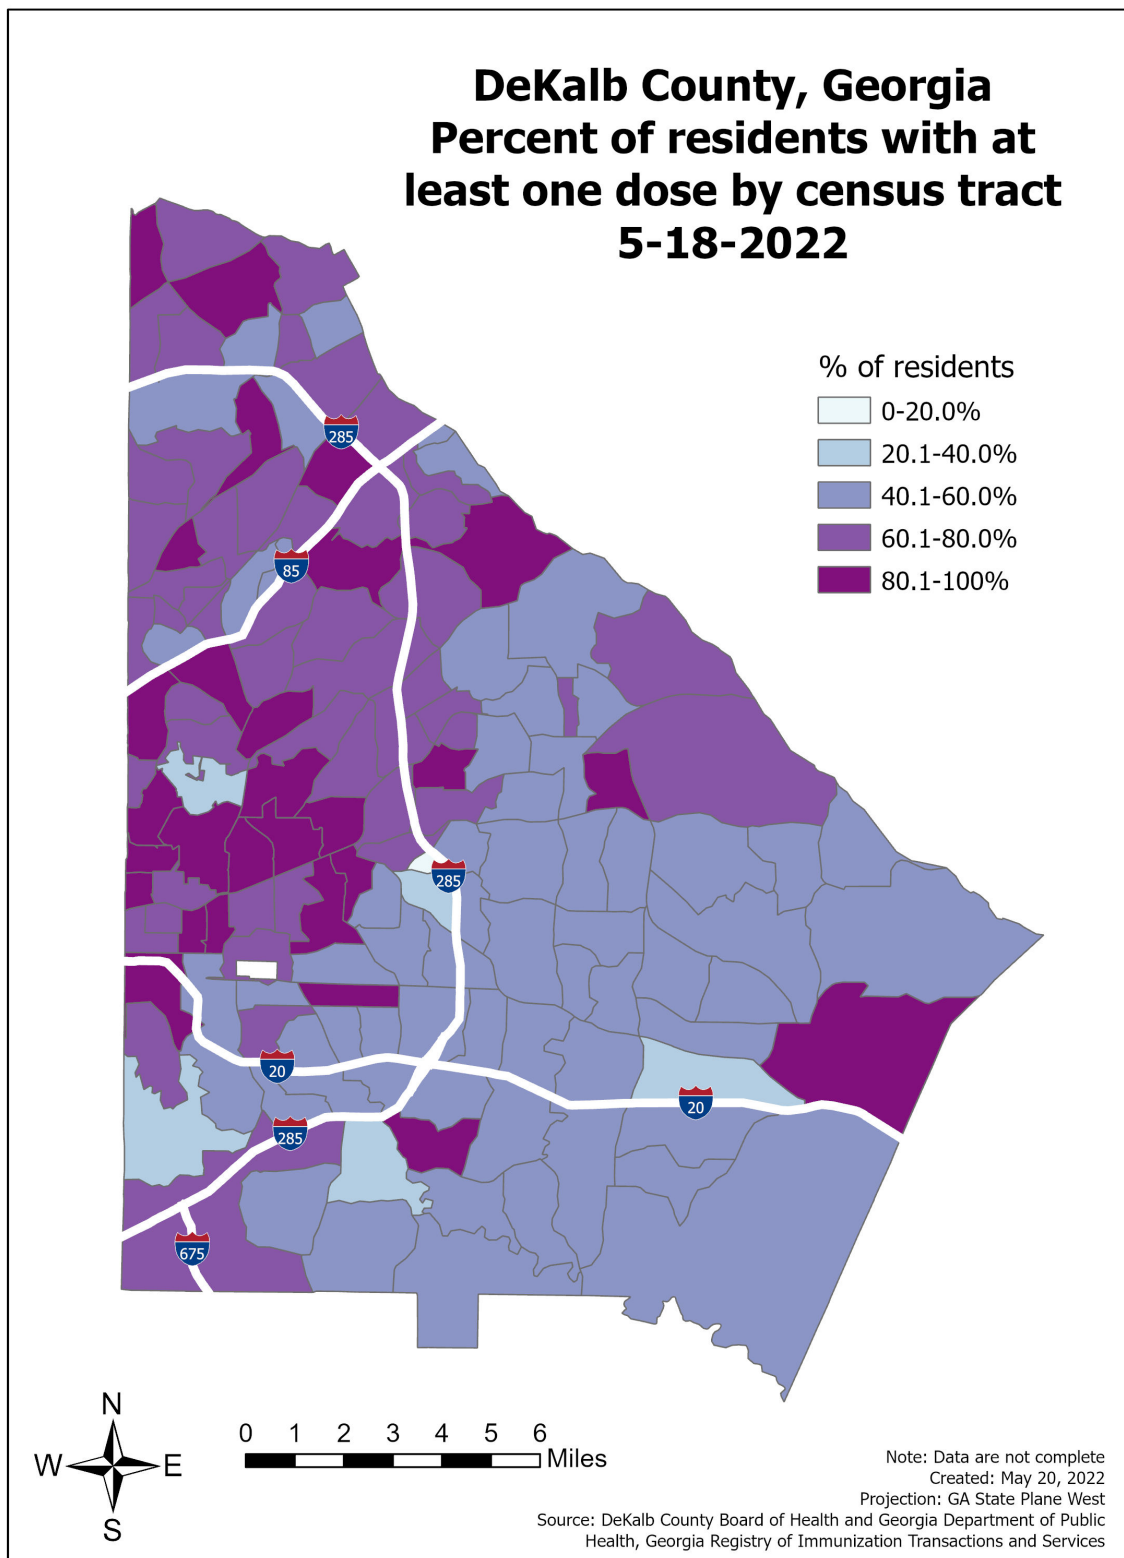 DeKalb County, Georgia
Percent of residents with at
least one dose by census tract
5-18-2022
% of residents
0-20.0%
20.1-40.0%
40.1-60.0%
60.1-80.0%
80.1-100%
285
85
285
20
20
285
675
N
W E
S
0 1 2 3 4 5 6
Miles
Note: Data are not complete
Created: May 20, 2022
Projection: GA State Plane West
Source: DeKalb County Board of Health and Georgia Department of Public
Health, Georgia Registry of Immunization Transactions and Services